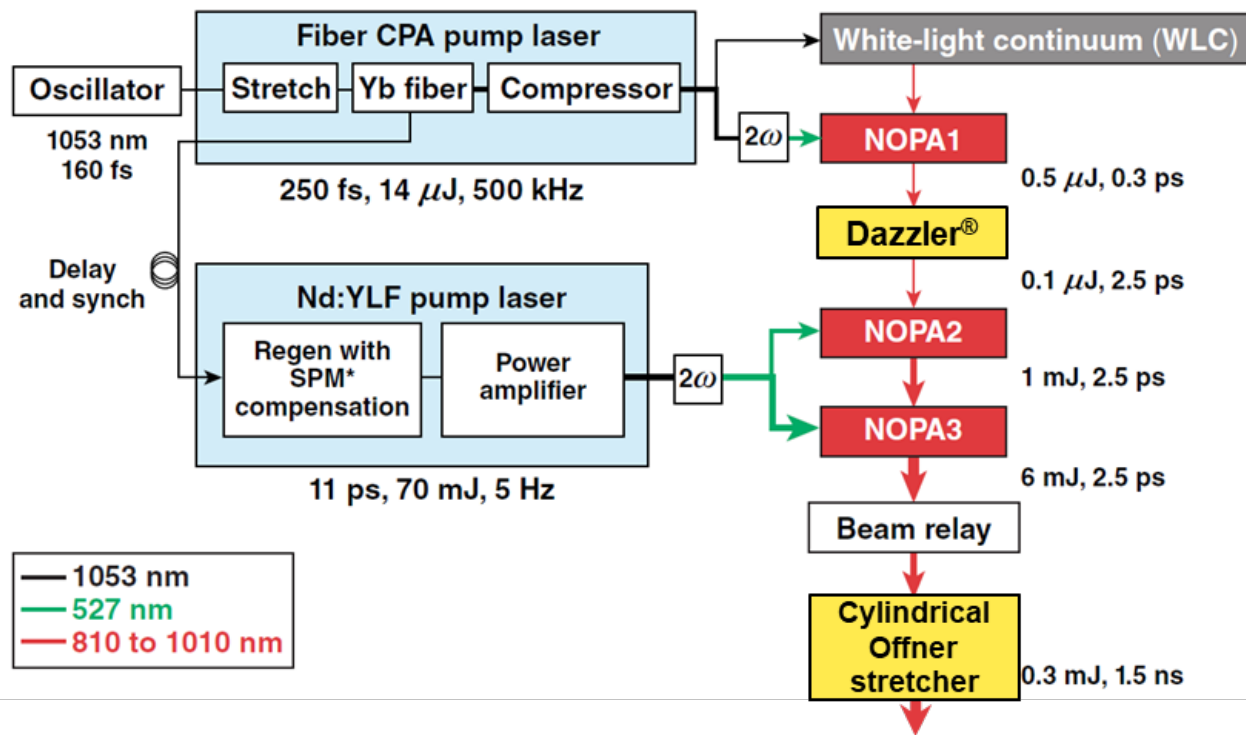 Fiber CPA pump laser
White-light continuum (WLC)
Oscillator
Stretch
Yb fiber
Compressor
1053 nm
160 fs
2ω
NOPA1
250 fs, 14 μJ, 500 kHz
0.5 μJ, 0.3 ps
Dazzler®
Delay
and synch
0.1 μJ, 2.5 ps
Nd:YLF pump laser
Regen with
SPM*
compensation
Power
amplifier
2ω
NOPA2
1 mJ, 2.5 ps
NOPA3
11 ps, 70 mJ, 5 Hz
6 mJ, 2.5 ps
Beam relay
1053 nm
527 nm
810 to 1010 nm
Cylindrical
Offner
stretcher
0.3 mJ, 1.5 ns